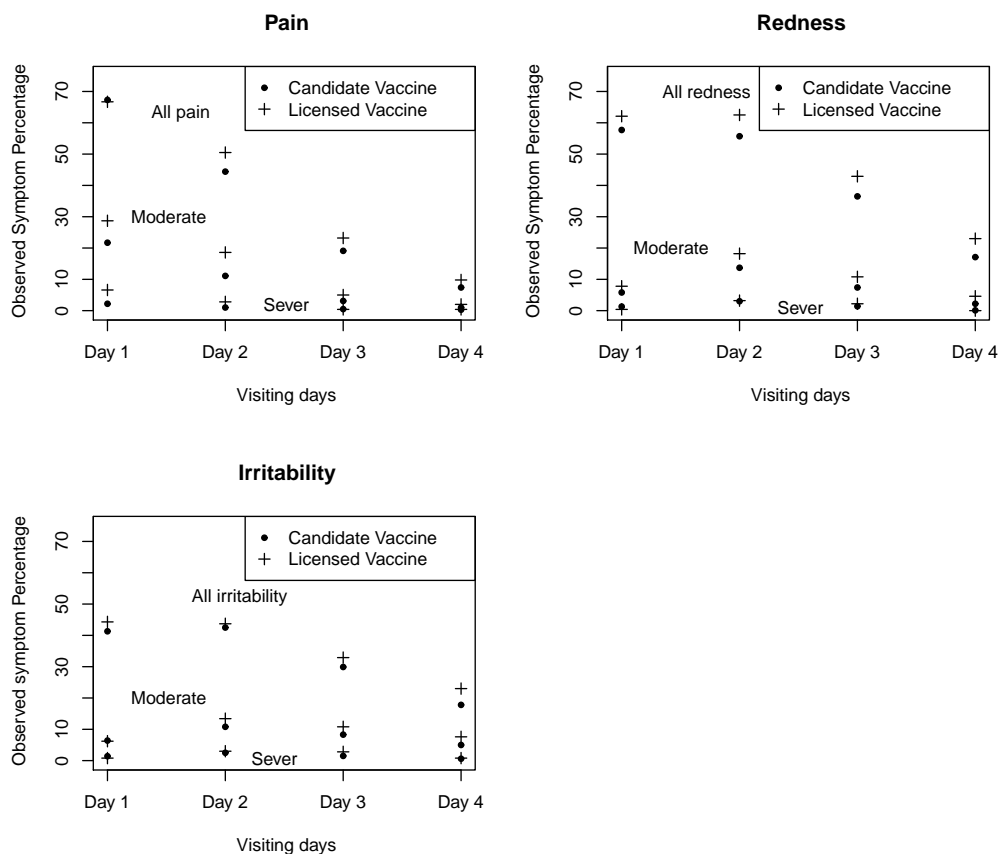 Pain
Observed Symptom Percentage
70
50
30
10
0
Candidate Vaccine
Licensed Vaccine
All pain
Moderate
Sever
Day 1 Day 2 Day 3 Day 4
Visiting days
Redness
Observed Symptom Percentage
70
50
30
10
0
Candidate Vaccine
Licensed Vaccine
All redness
Moderate
Sever
Day 1 Day 2 Day 3 Day 4
Visiting days
Irritability
Observed symptom Percentage
70
50
30
10
0
Candidate Vaccine
Licensed Vaccine
All irritability
Moderate
Sever
Day 1 Day 2 Day 3 Day 4
Visiting days